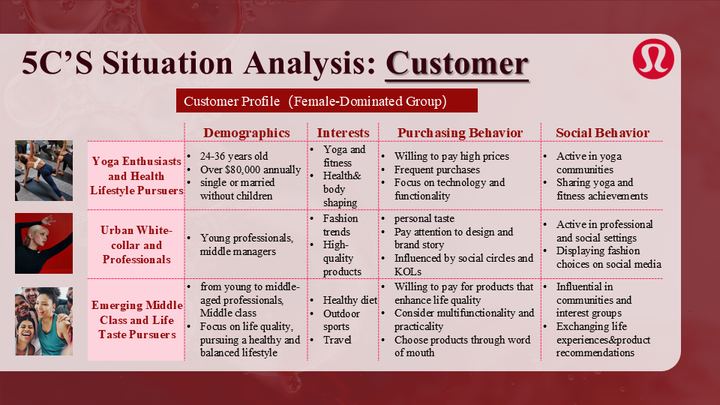 5C'S Situation Analysis: Customer
Customer Profile （Female-Dominated Group）
Demographics
Interests
Purchasing Behavior
Social Behavior
Yoga Enthusiasts
and Health
Lifestyle Pursuers
• 24-36 years old
• Over $80,000 annually
• single or married
without children
• Yoga and
fitness
• Health&
body
shaping
• Willing to pay high prices
• Frequent purchases
• Focus on technology and
functionality
• Active in yoga
communities
• Sharing yoga and
fitness achievements
Urban White-
collar and
Professionals
• Young professionals,
middle managers
• Fashion
trends
• High-
quality
products
• personal taste
• Pay attention to design and
brand story
• Influenced by social circles and
KOLs
• Active in professional
and social settings
• Displaying fashion
choices on social media
Emerging Middle
Class and Life
Taste Pursuers
• from young to middle-
aged professionals,
Middle class
• Focus on life quality,
pursuing a healthy and
balanced lifestyle
• Healthy diet
• Outdoor
sports
• Travel
• Willing to pay for products that
enhance life quality
• Consider multifunctionality and
practicality
• Choose products through word
of mouth
• Influential in
communities and
interest groups
• Exchanging life
experiences&product
recommendations